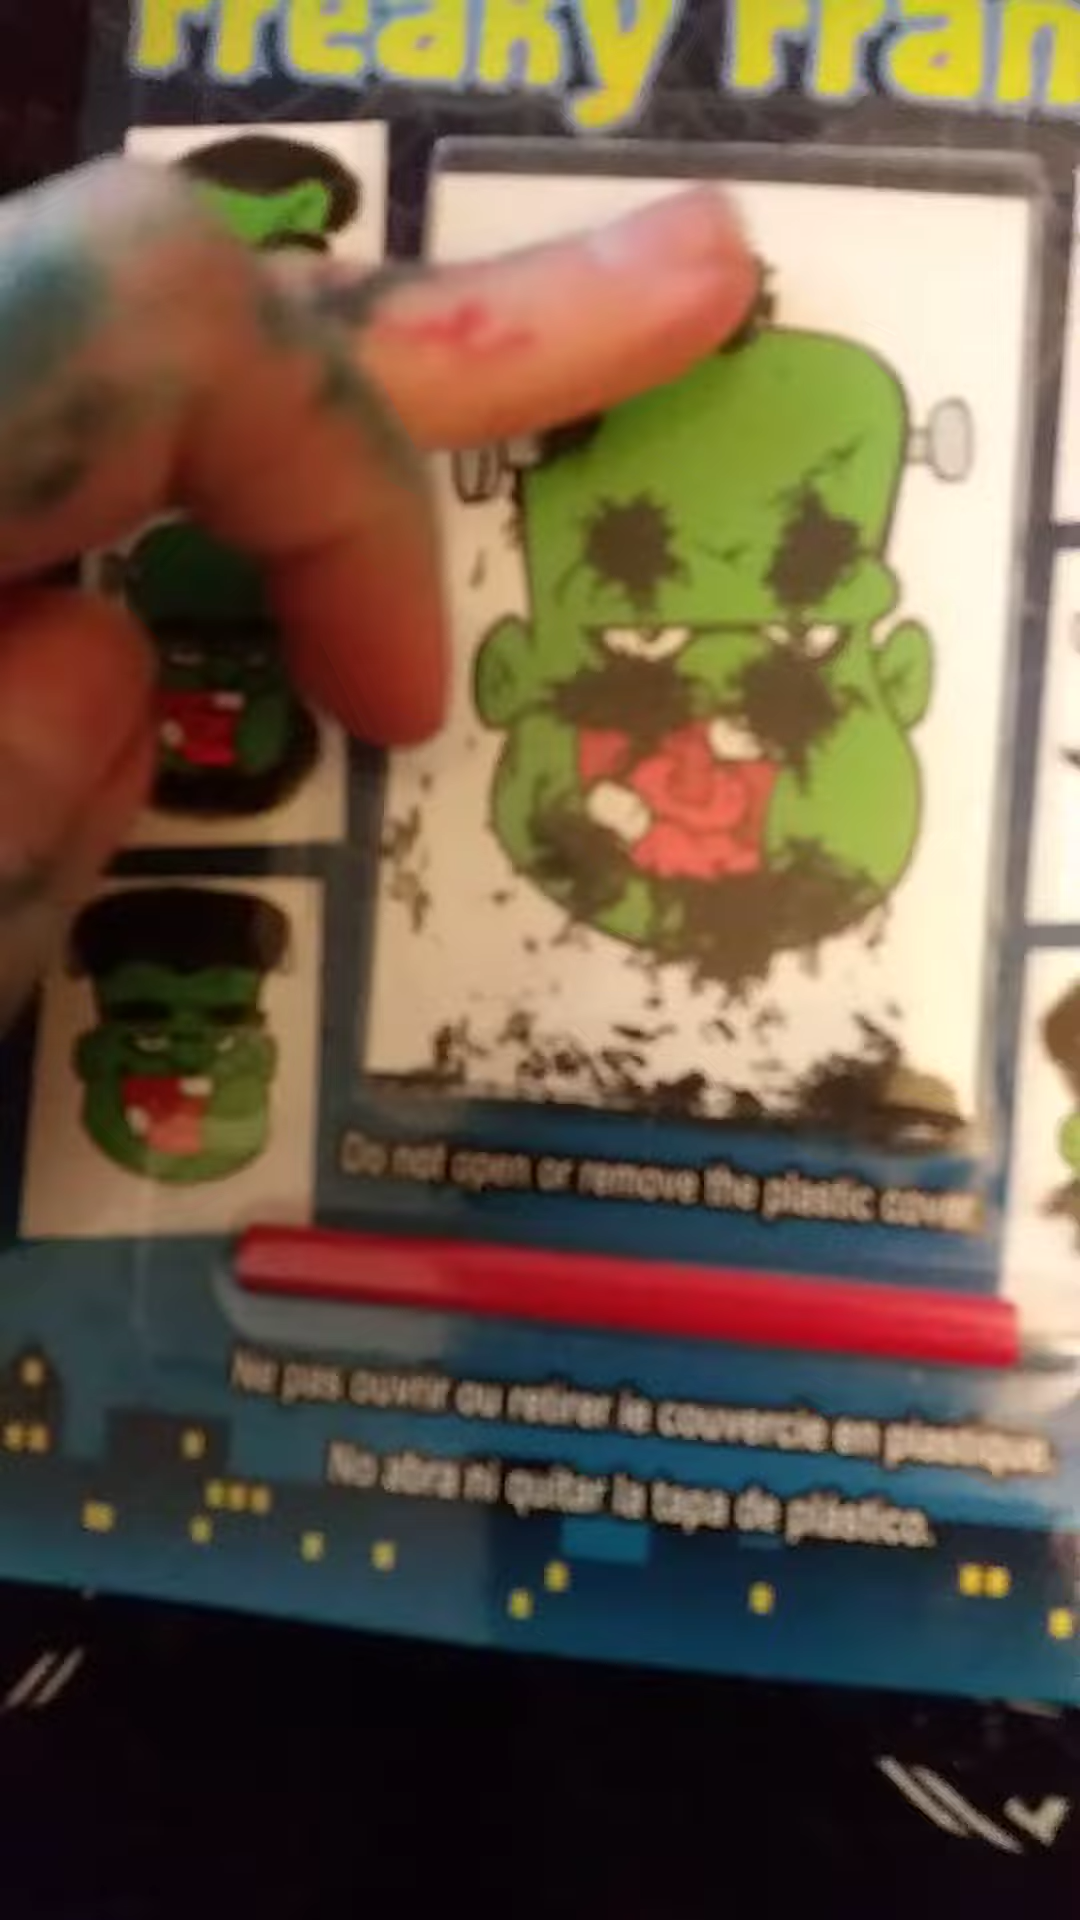 Freaky Fran
Do not open or remove the plastic cover.
Ne pas ouvrir ou retirer le couvercle en plastique.
No abra ni quitar la tapa de plástico.